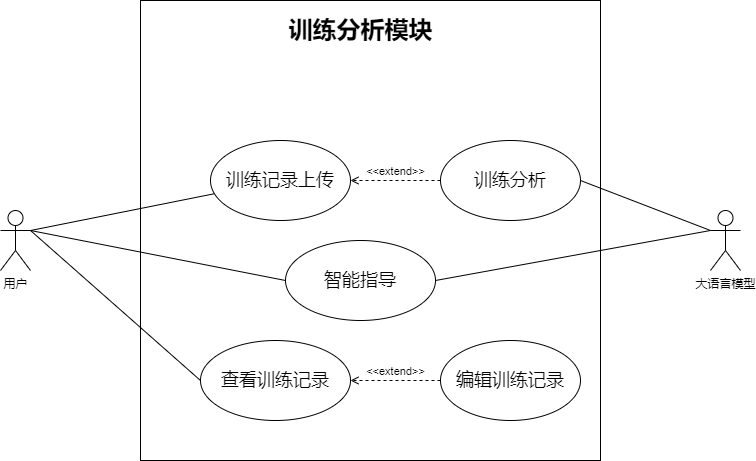 训练分析模块
训练记录上传
<<extend>>
训练分析
用户
智能指导
大语言模型
查看训练记录
<<extend>>
编辑训练记录